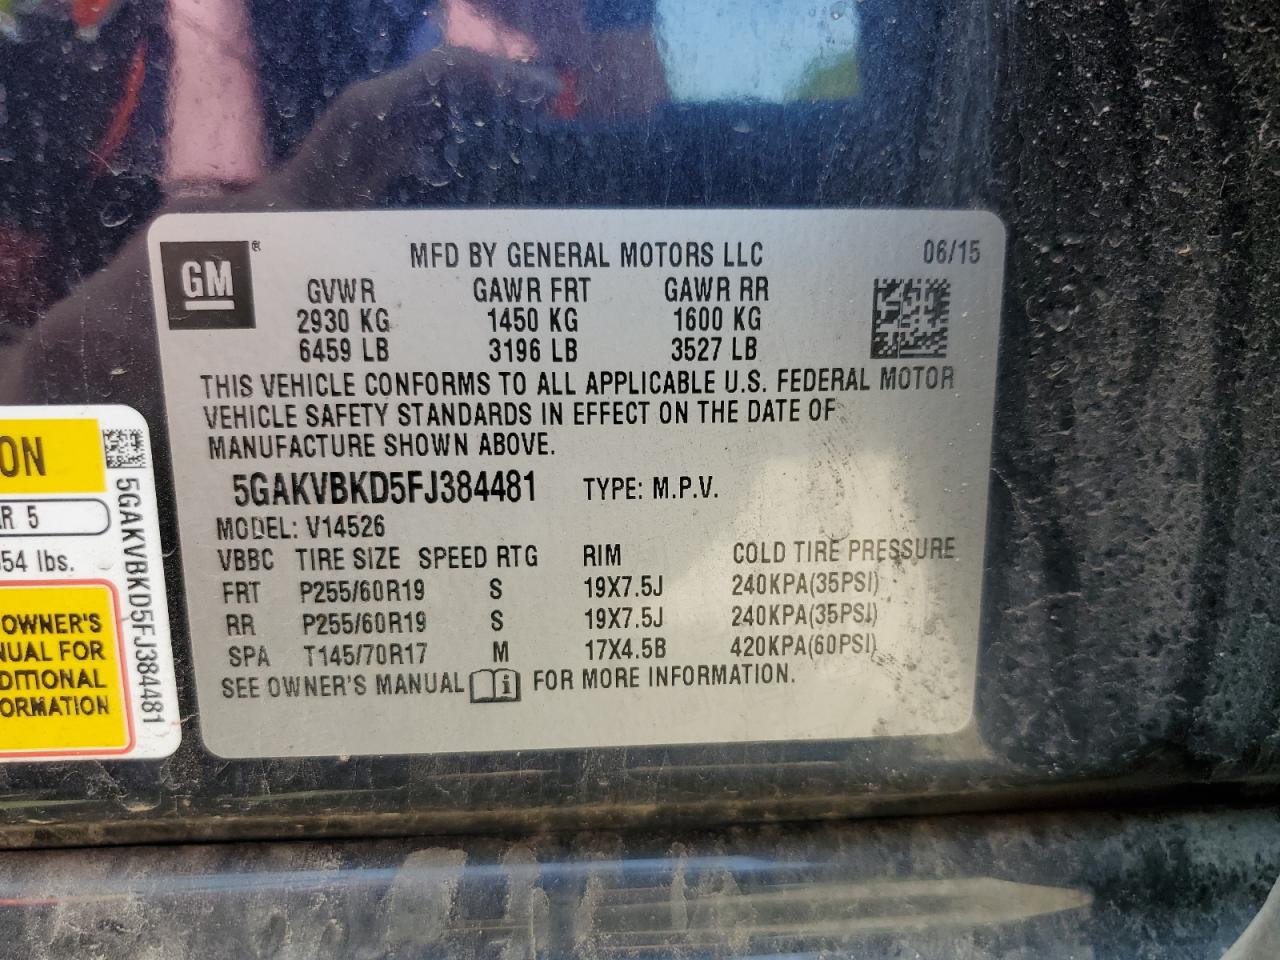 GM ®
MFD BY GENERAL MOTORS LLC 06/15
GVWR GAWR FRT GAWR RR
2930 KG 1450 KG 1600 KG
6459 LB 3196 LB 3527 LB
THIS VEHICLE CONFORMS TO ALL APPLICABLE U.S. FEDERAL MOTOR
VEHICLE SAFETY STANDARDS IN EFFECT ON THE DATE OF
MANUFACTURE SHOWN ABOVE.
5GAKVBKD5FJ384481 TYPE: M.P.V.
MODEL: V14526
VBBC TIRE SIZE SPEED RTG RIM COLD TIRE PRESSURE
FRT P255/60R19 S 19X7.5J 240KPA(35PSI)
RR P255/60R19 S 19X7.5J 240KPA(35PSI)
SPA T145/70R17 M 17X4.5B 420KPA(60PSI)
SEE OWNER'S MANUAL i FOR MORE INFORMATION.
ON
R 5
54 lbs.
OWNER'S
NUAL FOR
DITIONAL
ORMATION
5GAKVBKD5FJ384481